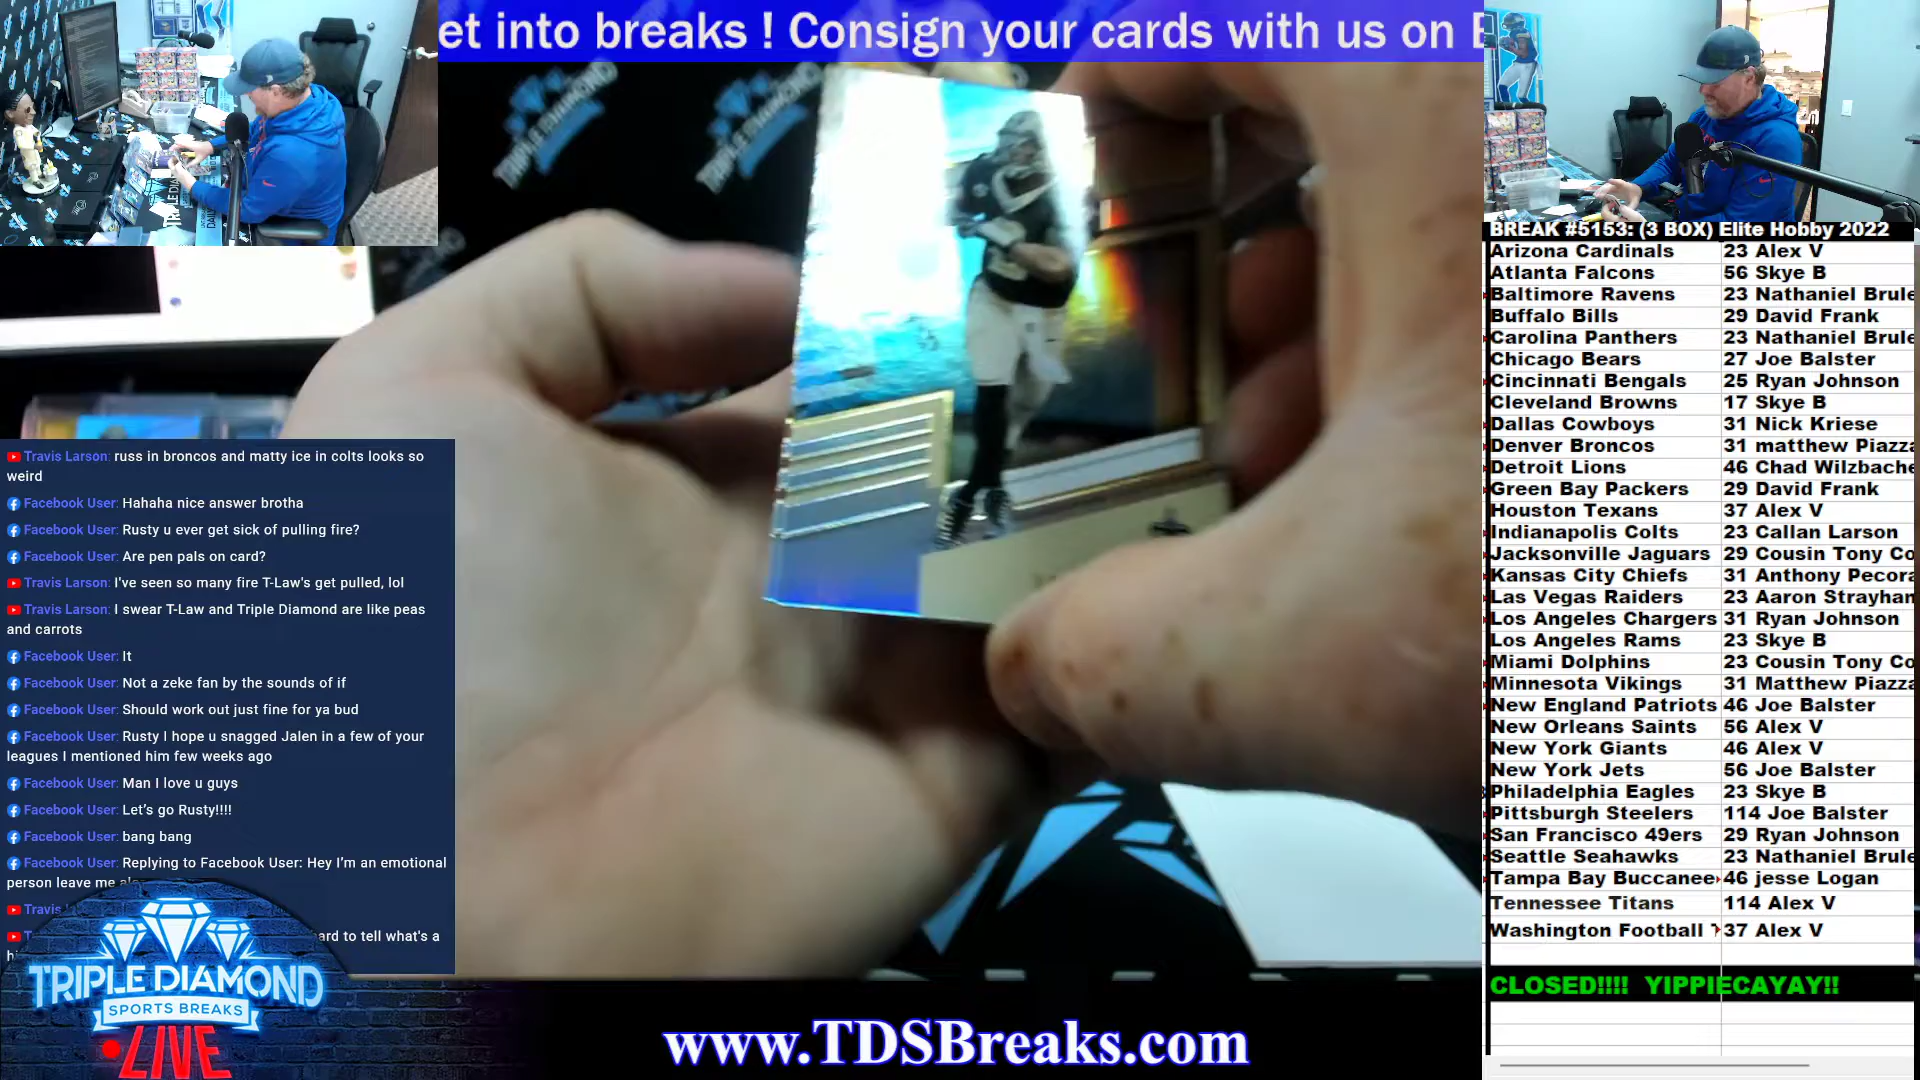 et into breaks ! Consign your cards with us on
TRIPLE DIAMOND
TRIPLE DIAMOND
BREAK #5153: (3 BOX) Elite Hobby 2022
Arizona Cardinals 23 Alex V
Atlanta Falcons 56 Skye B
Baltimore Ravens 23 Nathaniel Brule
Buffalo Bills 29 David Frank
Carolina Panthers 23 Nathaniel Brule
Chicago Bears 27 Joe Balster
Cincinnati Bengals 25 Ryan Johnson
Cleveland Browns 17 Skye B
Dallas Cowboys 31 Nick Kriese
Denver Broncos 31 matthew Piazza
Detroit Lions 46 Chad Wilzbache
Green Bay Packers 29 David Frank
Houston Texans 37 Alex V
Indianapolis Colts 23 Callan Larson
Jacksonville Jaguars 29 Cousin Tony Co
Kansas City Chiefs 31 Anthony Pecora
Las Vegas Raiders 23 Aaron Strayhan
Los Angeles Chargers 31 Ryan Johnson
Los Angeles Rams 23 Skye B
Miami Dolphins 23 Cousin Tony Co
Minnesota Vikings 31 Matthew Piazza
New England Patriots 46 Joe Balster
New Orleans Saints 56 Alex V
New York Giants 46 Alex V
New York Jets 56 Joe Balster
Philadelphia Eagles 23 Skye B
Pittsburgh Steelers 114 Joe Balster
San Francisco 49ers 29 Ryan Johnson
Seattle Seahawks 23 Nathaniel Brule
Tampa Bay Buccanee 46 jesse Logan
Tennessee Titans 114 Alex V
Washington Football 37 Alex V
CLOSED!!!! YIPPIECAYAY!!
Travis Larson: russ in broncos and matty ice in colts looks so
weird
Facebook User: Hahaha nice answer brotha
Facebook User: Rusty u ever get sick of pulling fire?
Facebook User: Are pen pals on card?
Travis Larson: I've seen so many fire T-Law's get pulled, lol
Travis Larson: I swear T-Law and Triple Diamond are like peas
and carrots
Facebook User: It
Facebook User: Not a zeke fan by the sounds of if
Facebook User: Should work out just fine for ya bud
Facebook User: Rusty I hope u snagged Jalen in a few of your
leagues I mentioned him few weeks ago
Facebook User: Man I love u guys
Facebook User: Let's go Rusty!!!!
Facebook User: bang bang
Facebook User: Replying to Facebook User: Hey I'm an emotional
person leave me
Travis
ard to tell what's a
TRIPLE DIAMOND
SPORTS BREAKS
LIVE
www.TDSBreaks.com